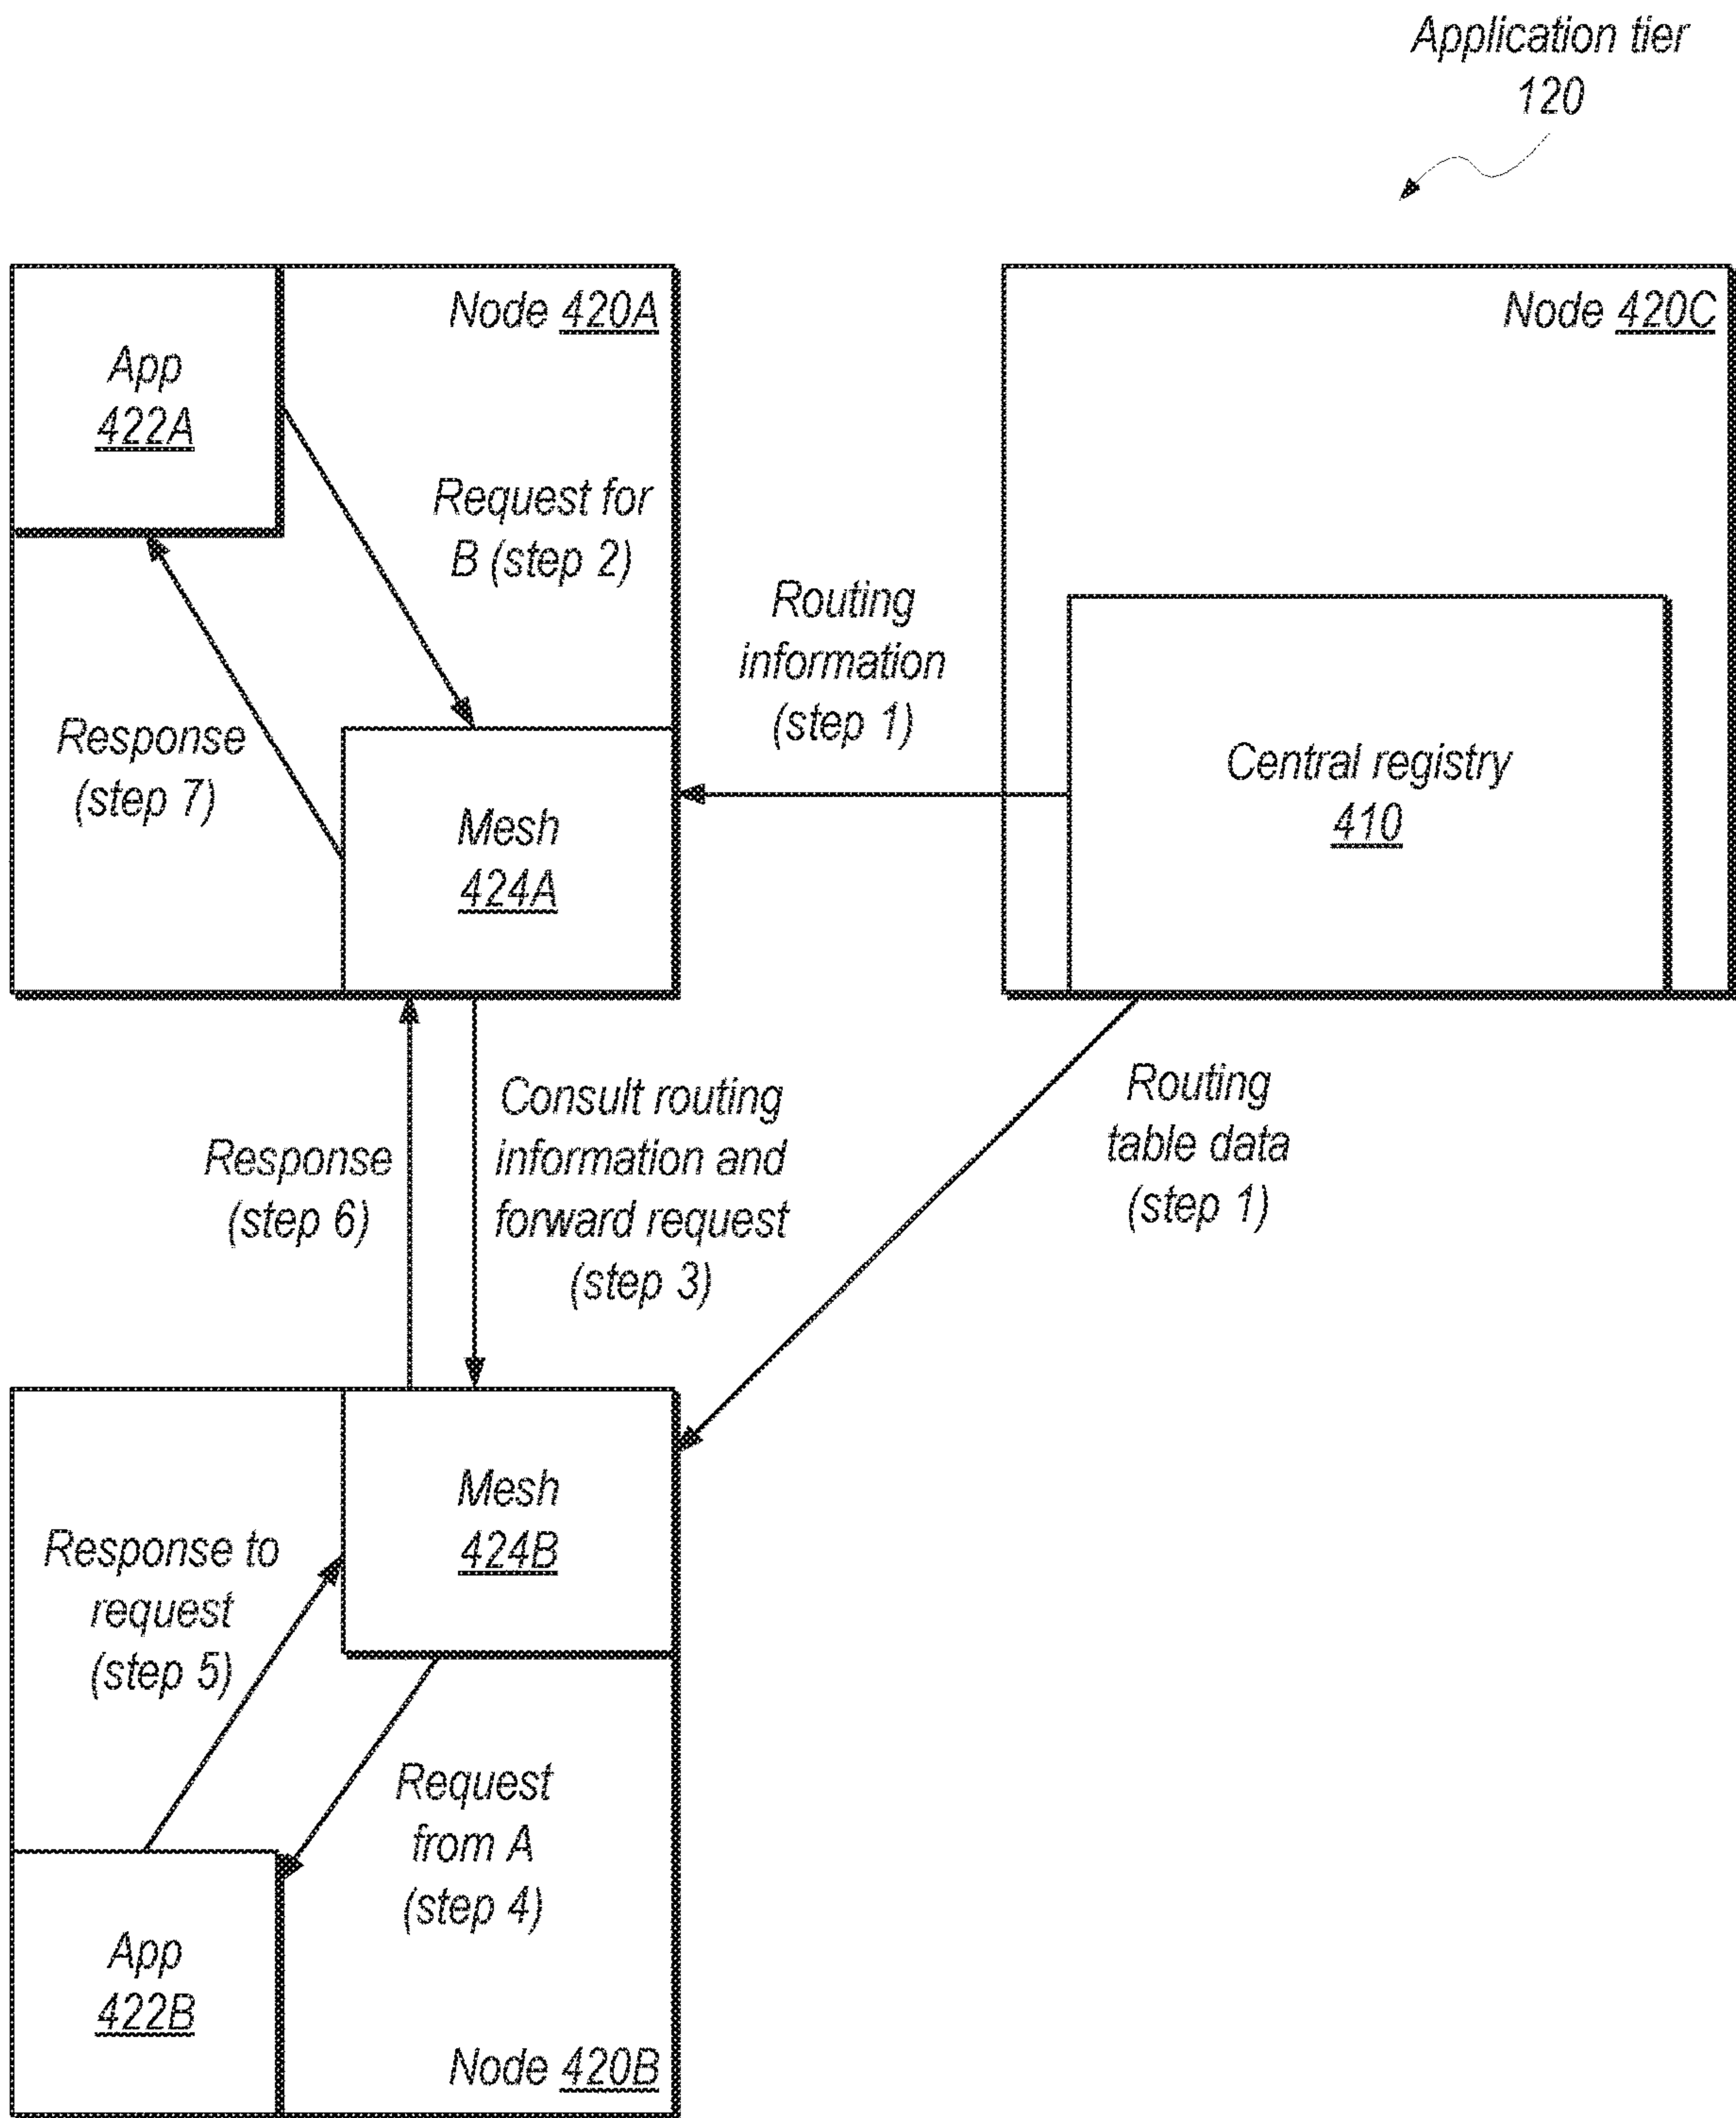 Application tier
120
Node 420A
Node 420C
App
422A
Request for
B (step 2)
Routing
information
(step 1)
Response
(step 7)
Central registry
410
Mesh
424A
Consult routing
information and
forward request
(step 3)
Response
(step 6)
Routing
table data
(step 1)
Mesh
424B
Response to
request
(step 5)
Request
from A
(step 4)
App
422B
Node 420B